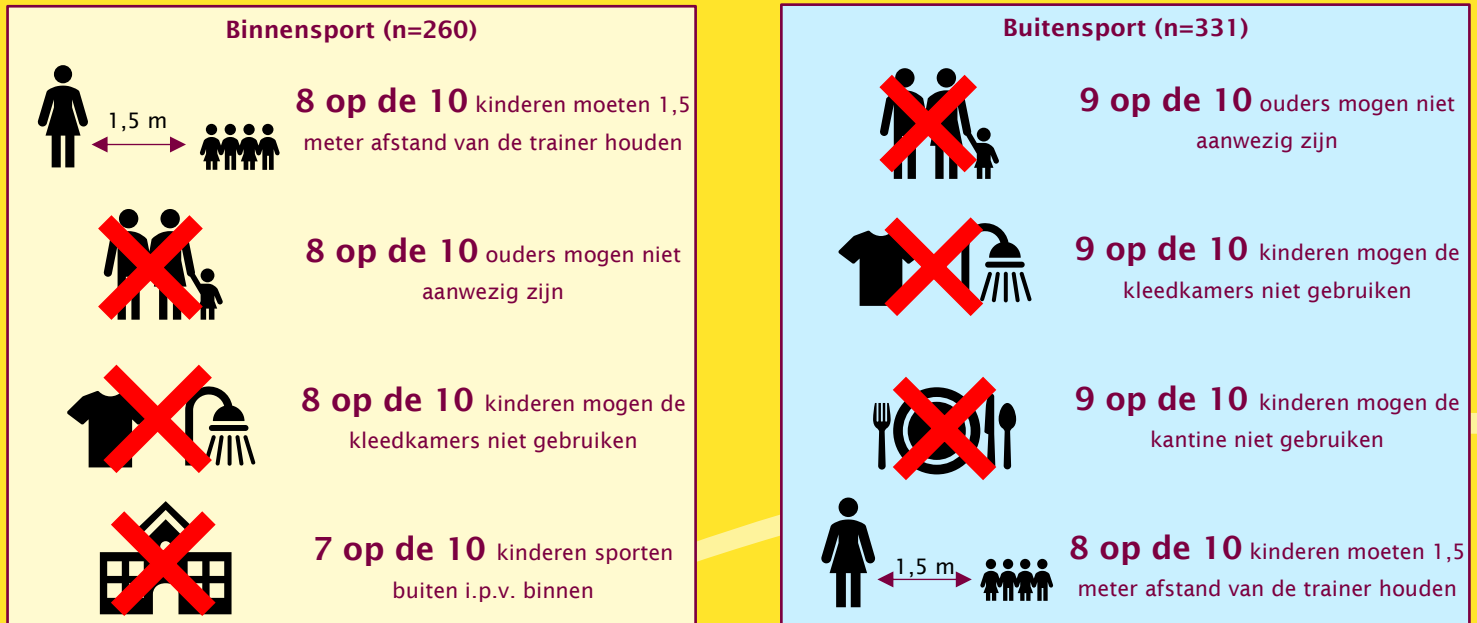 Binnensport (n=260)
1,5 m
8 op de 10 kinderen moeten 1,5
meter afstand van de trainer houden
8 op de 10 ouders mogen niet
aanwezig zijn
8 op de 10 kinderen mogen de
kleedkamers niet gebruiken
7 op de 10 kinderen sporten
buiten i.p.v. binnen
Buitensport (n=331)
9 op de 10 ouders mogen niet
aanwezig zijn
9 op de 10 kinderen mogen de
kleedkamers niet gebruiken
9 op de 10 kinderen mogen de
kantine niet gebruiken
1,5 m
8 op de 10 kinderen moeten 1,5
meter afstand van de trainer houden